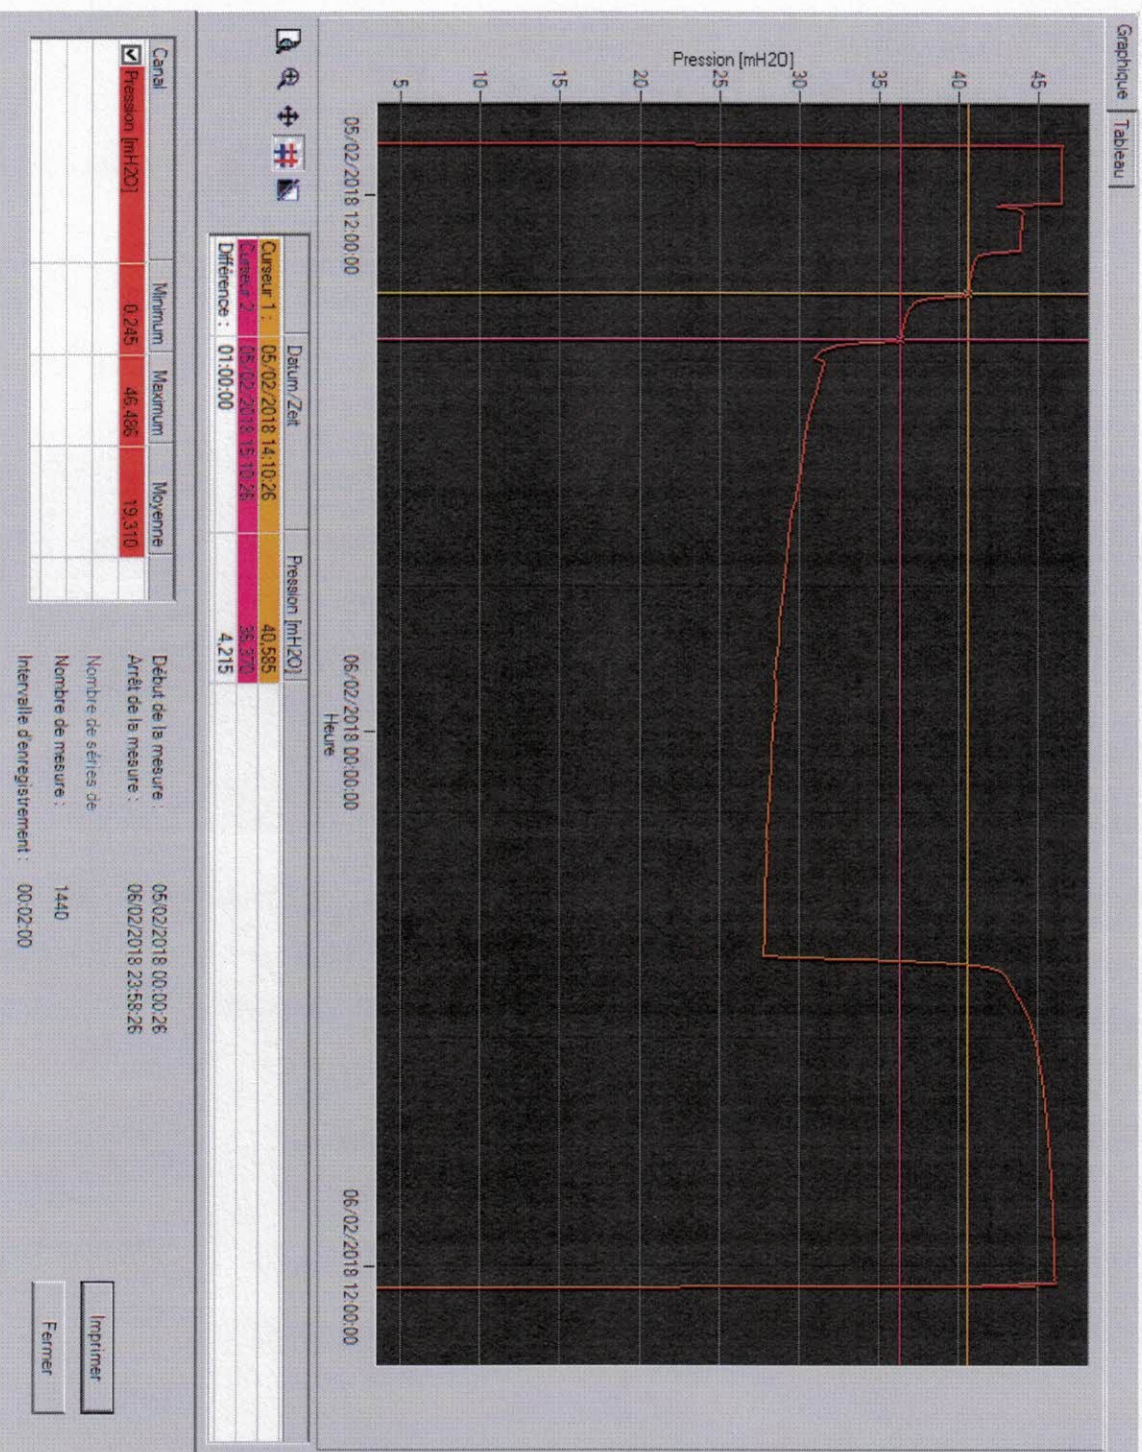 Graphique Tableau
Pression [mH2O]
45
40
35
30
25
20
15
10
5
05/02/2018 12:00:00
06/02/2018 00:00:00
06/02/2018 12:00:00
Heure
Datum/Zeit Pression [mH2O]
Curseur 1 : 05/02/2018 14:10:26 40,585
Curseur 2 : 05/02/2018 15:10:26 36,370
Différence : 01:00:00 4,215
Canal Minimum Maximum Moyenne
Pression [mH2O] 0,245 46,486 19,310
Début de la mesure : 05/02/2018 00:00:26
Arrêt de la mesure : 06/02/2018 23:58:26
Nombre de séries de
Nombre de mesure : 1440
Intervalle d'enregistrement : 00:02:00
Imprimer
Fermer